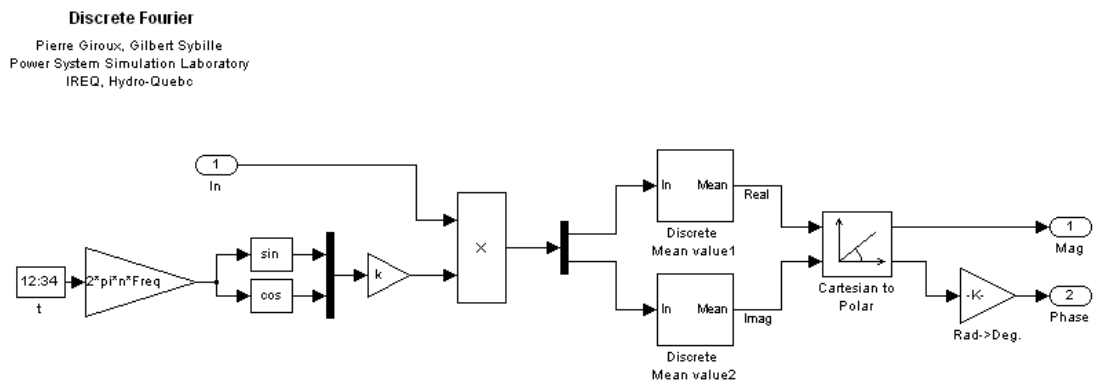 Discrete Fourier
Pierre Giroux, Gilbert Sybille
Power System Simulation Laboratory
IREQ, Hydro-Quebc
1
In
12:34
t
2*pi*n*Freq
sin
cos
k
×
In Mean
Real
Discrete
Mean value1
In Mean
Imag
Discrete
Mean value2
Cartesian to
Polar
1
Mag
-K-
Rad->Deg.
2
Phase